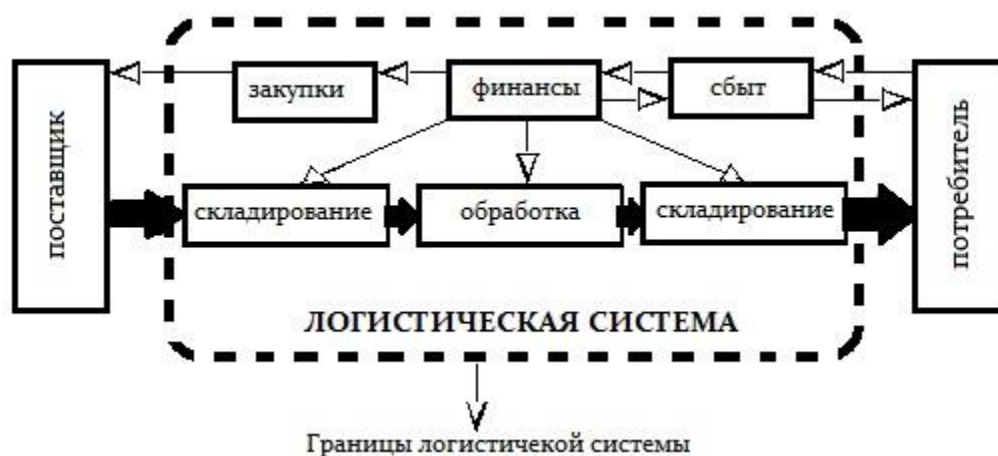 закупки
финансы
сбыт
поставщик
складирование
обработка
складирование
потребитель
ЛОГИСТИЧЕСКАЯ СИСТЕМА
Границы логистичекой системы